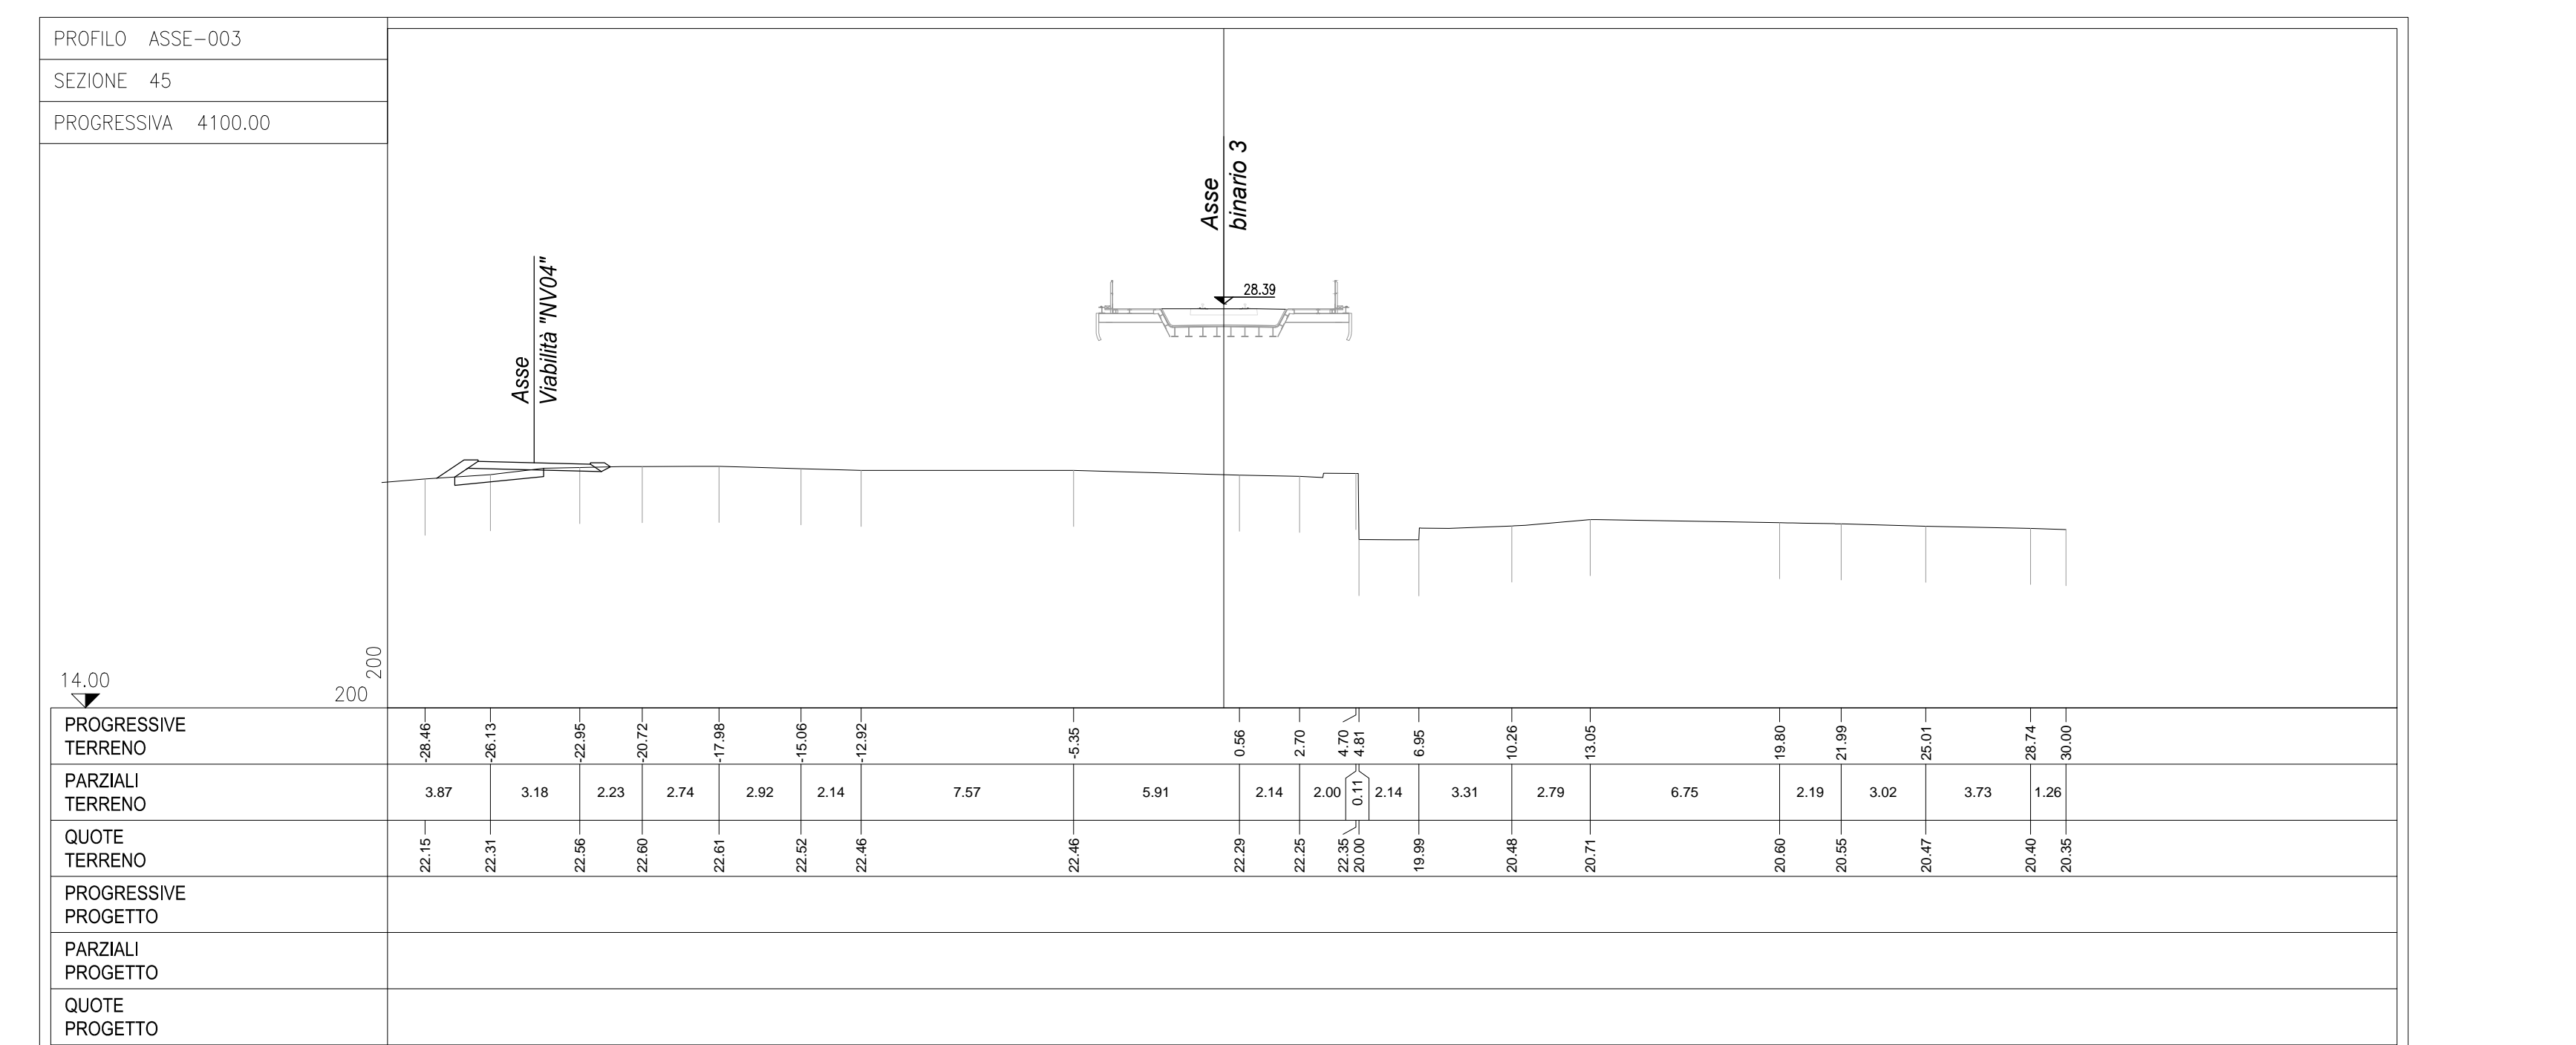 PROFILO ASSE-003
SEZIONE 45
PROGRESSIVA 4100.00
Asse
binario 3
28.39
Asse
Viabilità "NV04"
200
14.00
200
PROGRESSIVE
TERRENO
-28.46 -26.13 -22.95 -20.72 -17.98 -15.06 -12.92 -5.35 0.56 2.70 4.70 4.81 6.95 10.26 13.05 19.80 21.99 25.01 28.74 30.00
PARZIALI
TERRENO
3.87 3.18 2.23 2.74 2.92 2.14 7.57 5.91 2.14 2.00 0.11 2.14 3.31 2.79 6.75 2.19 3.02 3.73 1.26
QUOTE
TERRENO
22.15 22.31 22.56 22.60 22.61 22.52 22.46 22.46 22.29 22.25 22.35 20.00 19.99 20.48 20.71 20.60 20.55 20.47 20.40 20.35
PROGRESSIVE
PROGETTO
PARZIALI
PROGETTO
QUOTE
PROGETTO